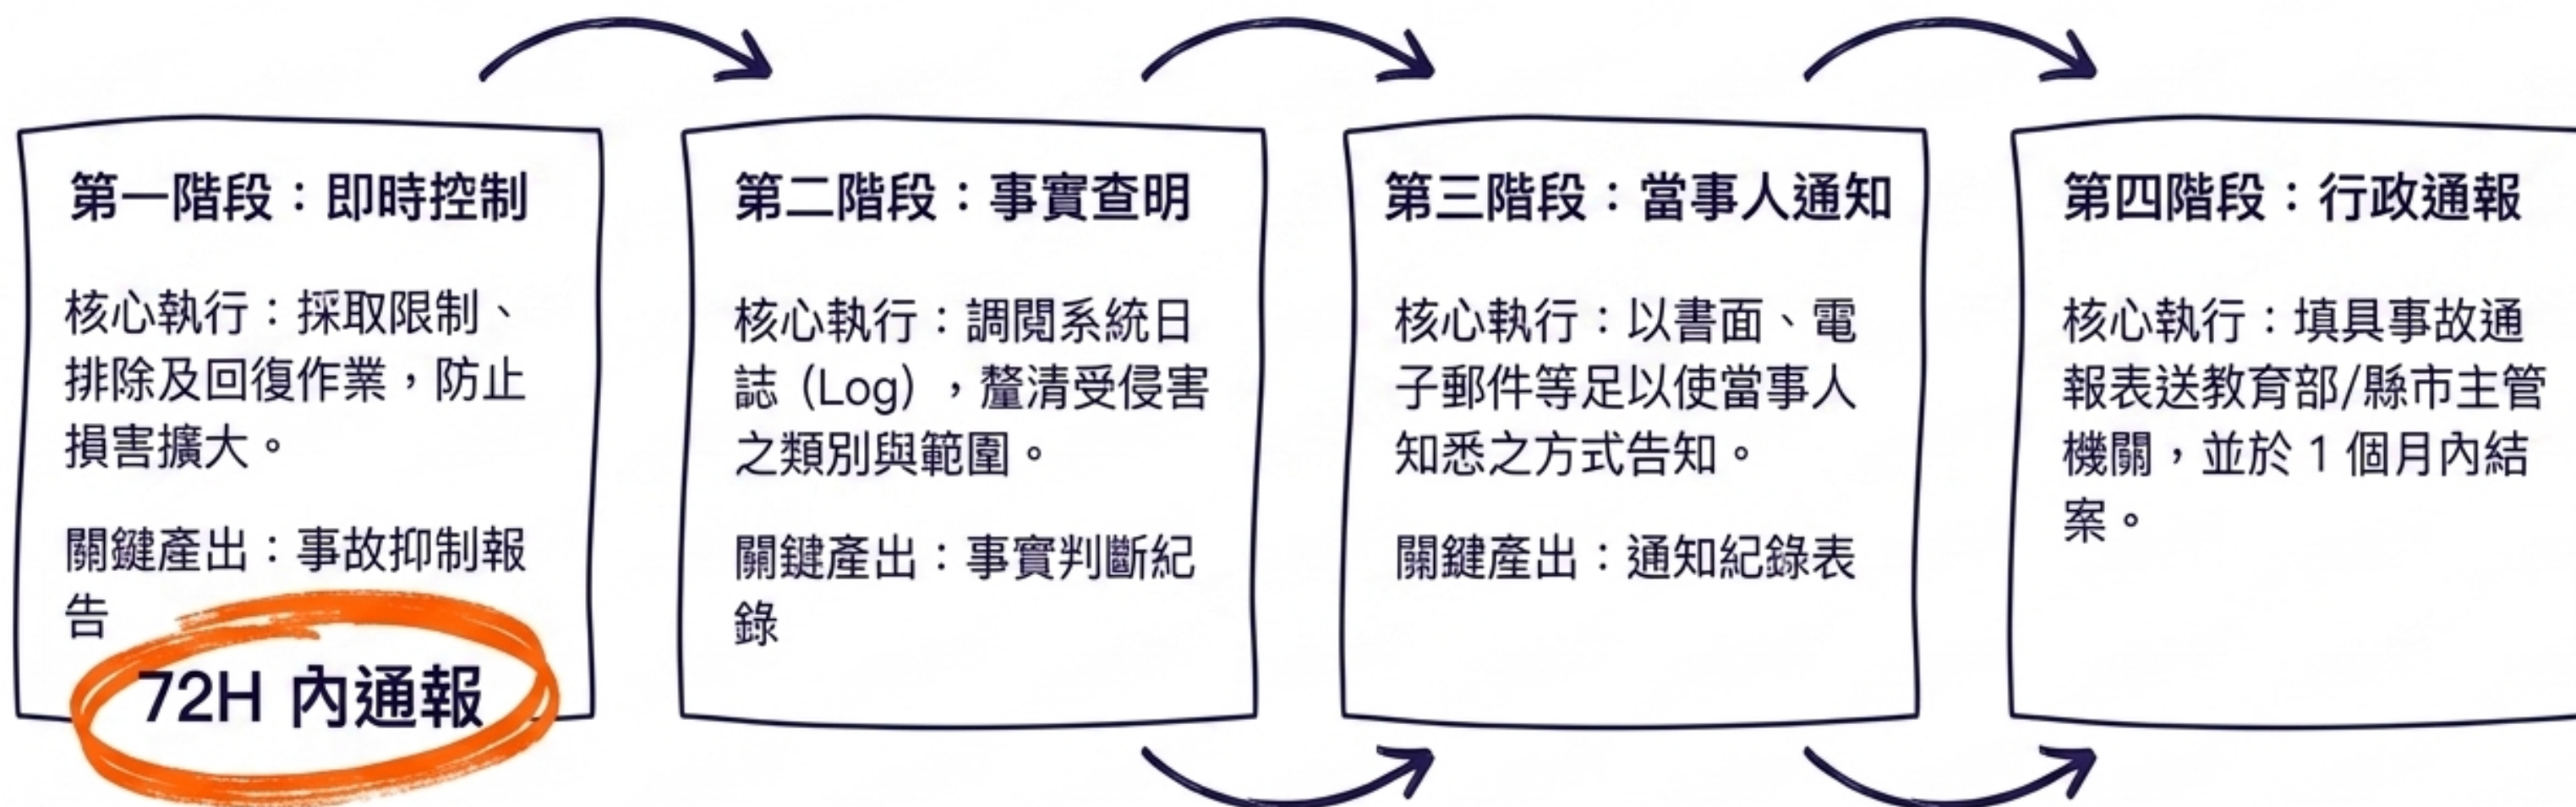 第一階段：即時控制
核心執行：採取限制、
排除及回復作業，防止
損害擴大。
關鍵產出：事故抑制報
告
72H 內通報
第二階段：事實查明
核心執行：調閱系統日
誌 (Log)，釐清受侵害
之類別與範圍。
關鍵產出：事實判斷紀
錄
第三階段：當事人通知
核心執行：以書面、電
子郵件等足以使當事人
知悉之方式告知。
關鍵產出：通知紀錄表
第四階段：行政通報
核心執行：填具事故通
報表送教育部/縣市主管
機關，並於 1 個月內結
案。